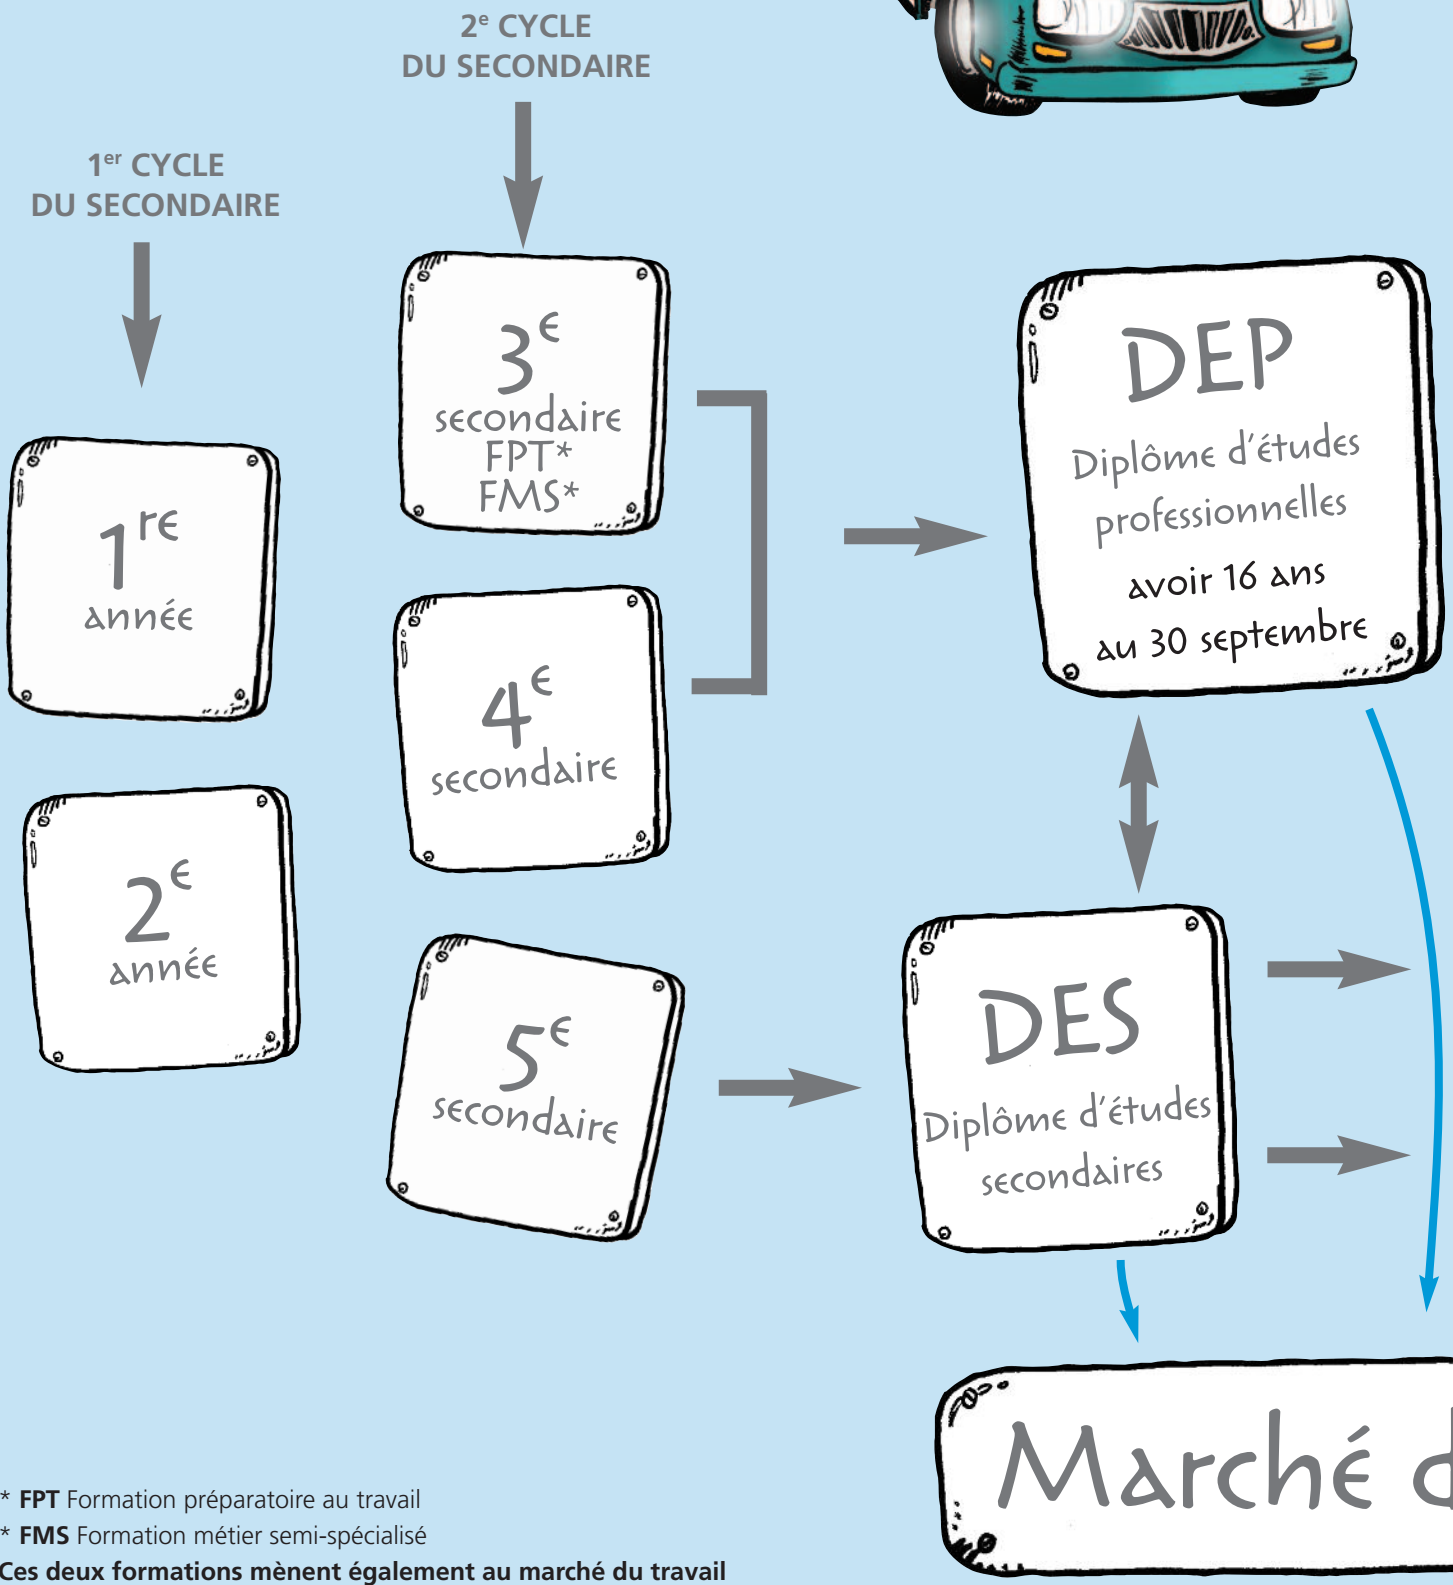 2e CYCLE
DU SECONDAIRE
1er CYCLE
DU SECONDAIRE
1re
année
2e
année
3e
secondaire
FPT*
FMS*
4e
secondaire
5e
secondaire
DEP
Diplôme d'études
professionnelles
avoir 16 ans
au 30 septembre
DES
Diplôme d'études
secondaires
Marché d
* FPT Formation préparatoire au travail
* FMS Formation métier semi-spécialisé
Ces deux formations mènent également au marché du travail